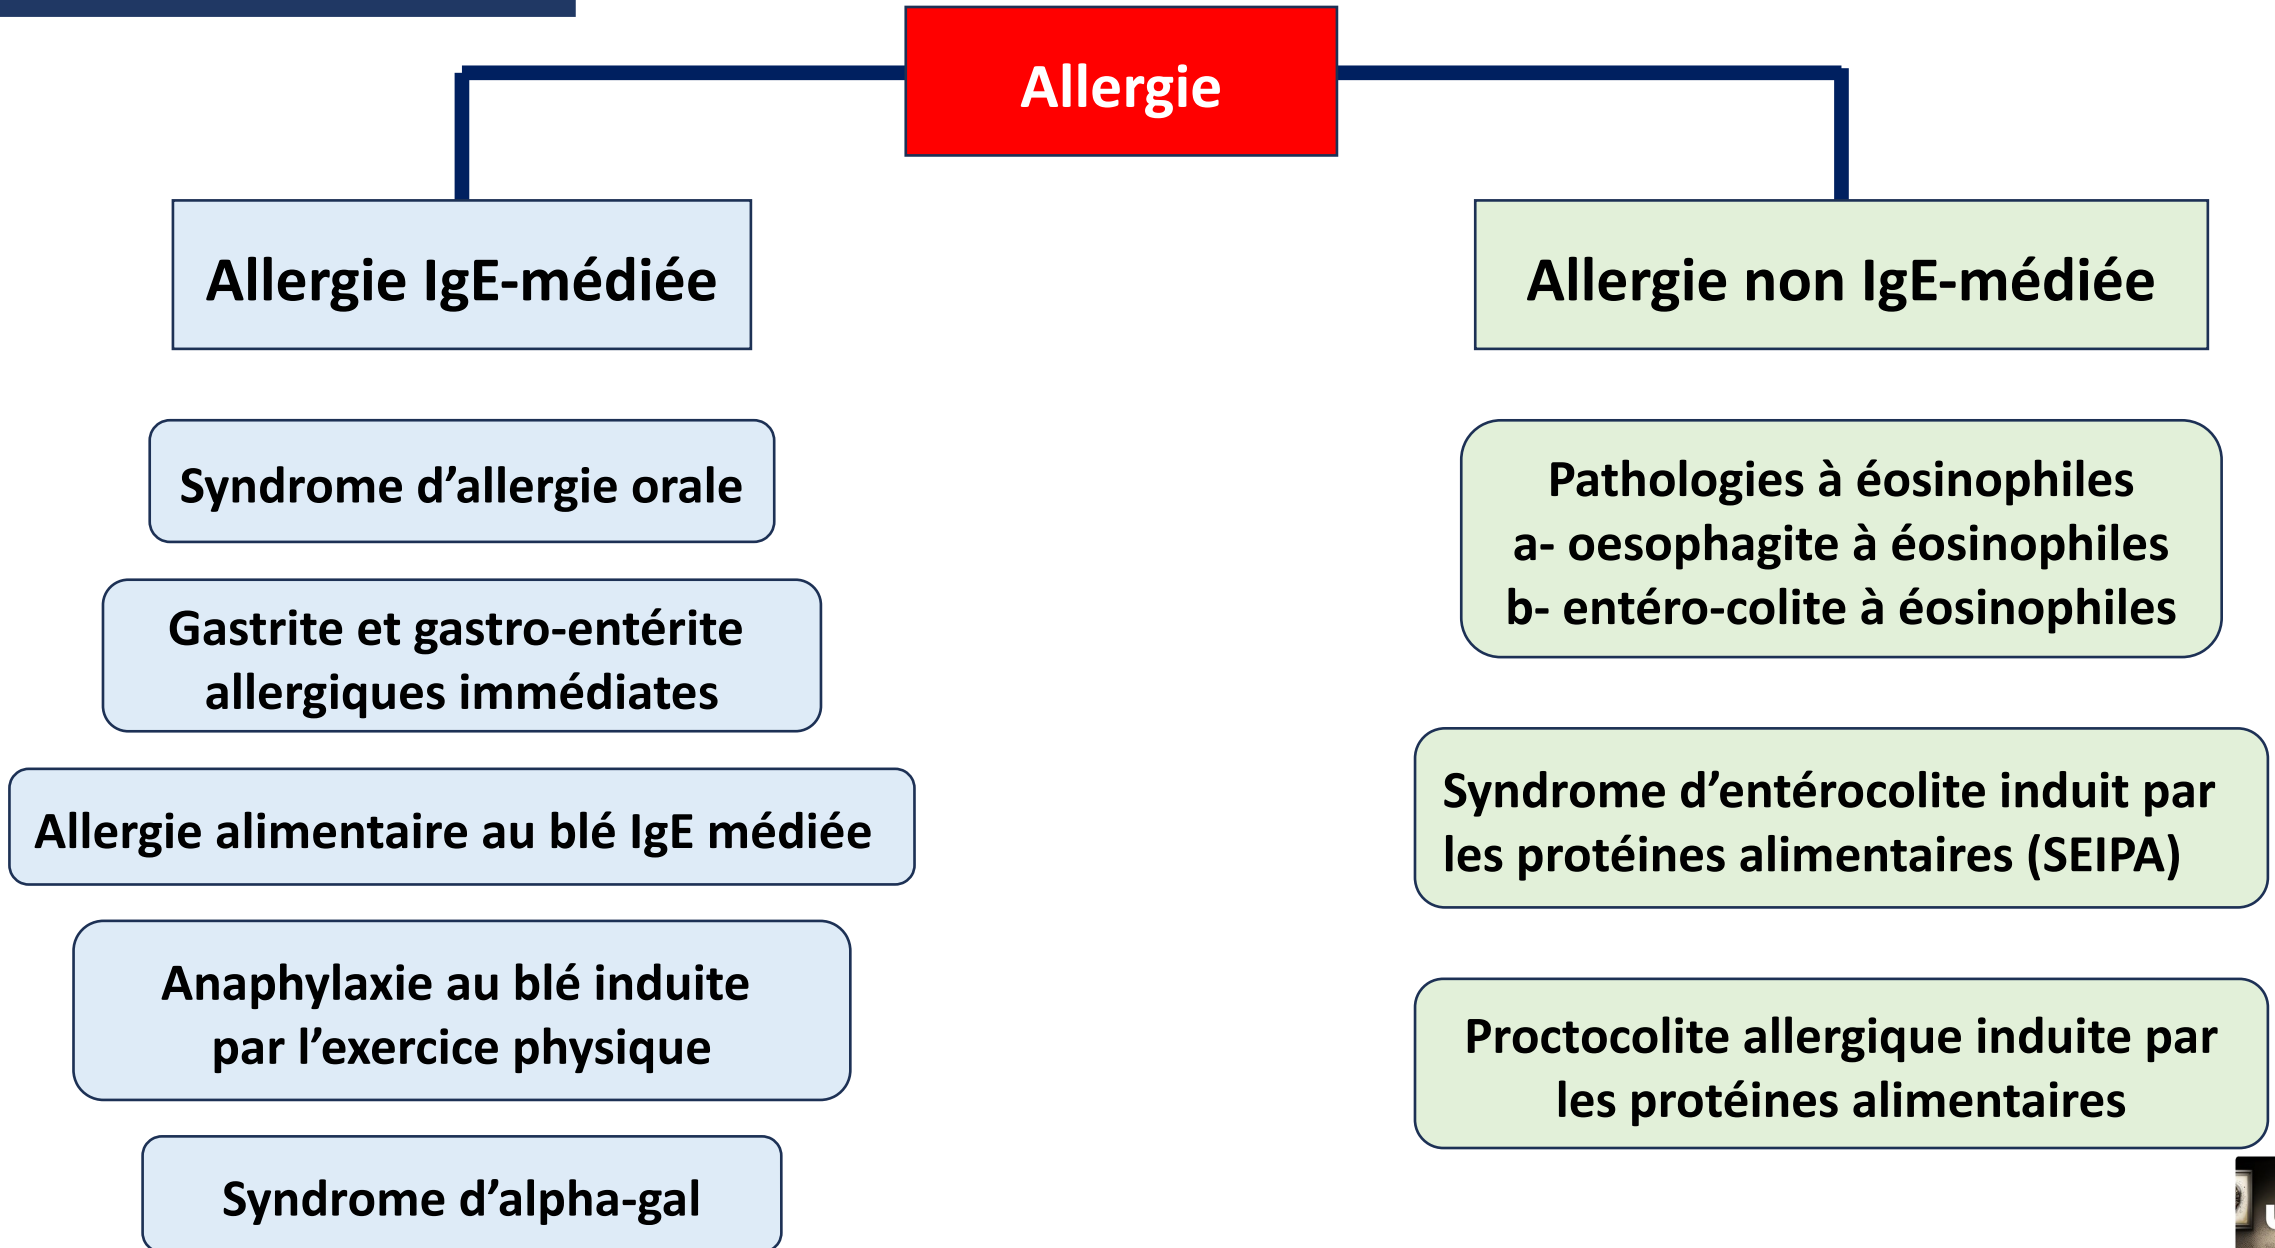 Allergie
Allergie IgE-médiée
Syndrome d’allergie orale
Gastrite et gastro-entérite
allergiques immédiates
Allergie alimentaire au blé IgE médiée
Anaphylaxie au blé induite
par l’exercice physique
Syndrome d’alpha-gal
Allergie non IgE-médiée
Pathologies à éosinophiles
a- oesophagite à éosinophiles
b- entéro-colite à éosinophiles
Syndrome d’entérocolite induit par
les protéines alimentaires (SEIPA)
Proctocolite allergique induite par
les protéines alimentaires